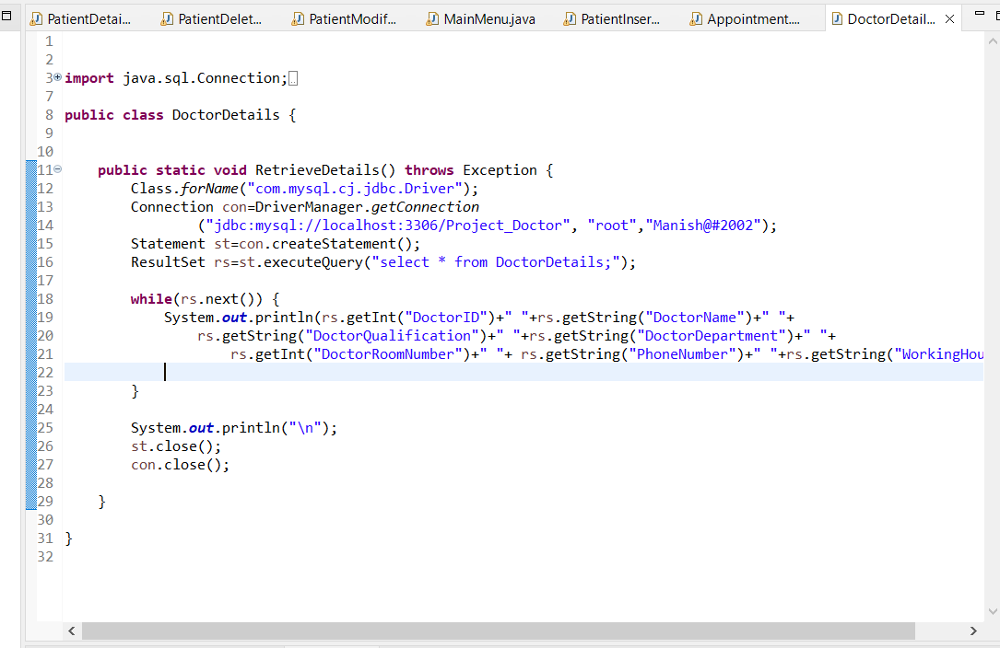 PatientDetai... PatientDelet... PatientModif... MainMenu.java PatientInser... Appointment.... DoctorDetail...
1
2
3 import java.sql.Connection;
7
8 public class DoctorDetails {
9
10
11 public static void RetrieveDetails() throws Exception {
12 Class.forName("com.mysql.cj.jdbc.Driver");
13 Connection con=DriverManager.getConnection
14 ("jdbc:mysql://localhost:3306/Project_Doctor", "root","Manish@#2002");
15 Statement st=con.createStatement();
16 ResultSet rs=st.executeQuery("select * from DoctorDetails;");
17
18 while(rs.next()) {
19 System.out.println(rs.getInt("DoctorID")+" "+rs.getString("DoctorName")+" "+
20 rs.getString("DoctorQualification")+" "+rs.getString("DoctorDepartment")+" "+
21 rs.getInt("DoctorRoomNumber")+" "+ rs.getString("PhoneNumber")+" "+rs.getString("WorkingHou
22
23 }
24
25 System.out.println("\n");
26 st.close();
27 con.close();
28
29 }
30
31 }
32